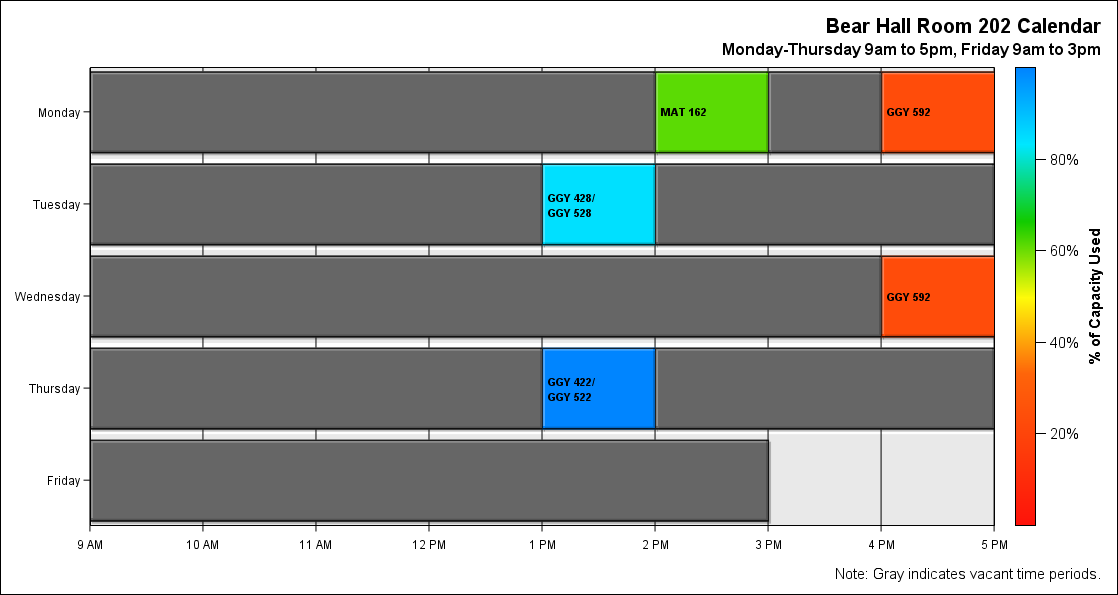 Bear Hall Room 202 Calendar
Monday-Thursday 9am to 5pm, Friday 9am to 3pm
Monday
MAT 162
GGY 592
Tuesday
GGY 428/
GGY 528
Wednesday
GGY 592
Thursday
GGY 422/
GGY 522
Friday
9 AM
10 AM
11 AM
12 PM
1 PM
2 PM
3 PM
4 PM
5 PM
80%
60%
40%
20%
% of Capacity Used
Note: Gray indicates vacant time periods.